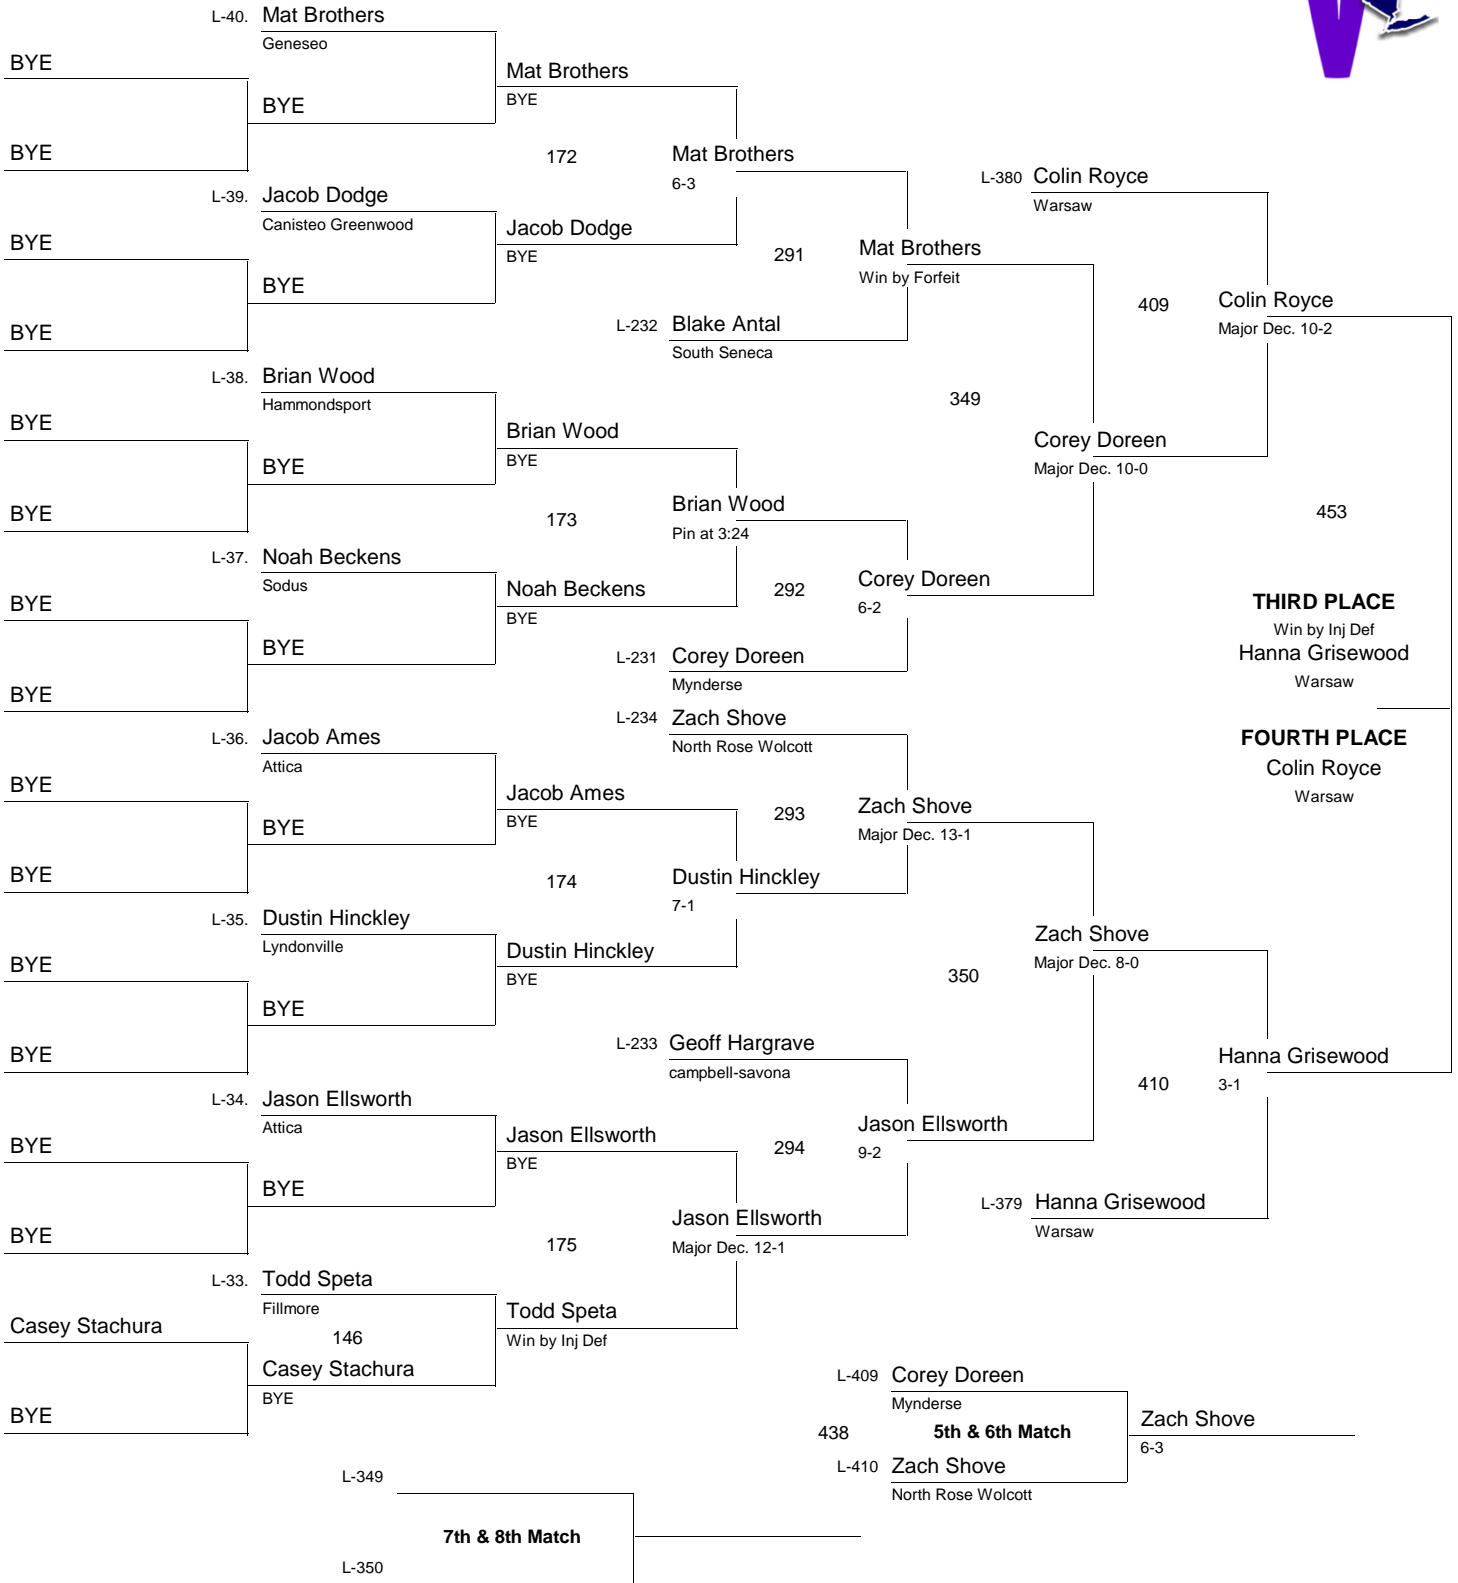 L-40. Mat Brothers
Geneseo
BYE
Mat Brothers
BYE
BYE
BYE
172
Mat Brothers
6-3
L-380 Colin Royce
Warsaw
L-39. Jacob Dodge
Canisteo Greenwood
Jacob Dodge
BYE
BYE
291
Mat Brothers
Win by Forfeit
BYE
409
Colin Royce
Major Dec. 10-2
L-232 Blake Antal
South Seneca
BYE
L-38. Brian Wood
Hammondsport
349
BYE
Brian Wood
BYE
Corey Doreen
Major Dec. 10-0
BYE
BYE
173
Brian Wood
Pin at 3:24
453
L-37. Noah Beckens
Sodus
Noah Beckens
BYE
292
Corey Doreen
6-2
BYE
THIRD PLACE
Win by Inj Def
Hanna Grisewood
Warsaw
BYE
L-231 Corey Doreen
Mynderse
BYE
L-234 Zach Shove
North Rose Wolcott
L-36. Jacob Ames
Attica
FOURTH PLACE
Colin Royce
Warsaw
BYE
Jacob Ames
BYE
293
Zach Shove
Major Dec. 13-1
BYE
BYE
174
Dustin Hinckley
7-1
L-35. Dustin Hinckley
Lyndonville
Dustin Hinckley
BYE
Zach Shove
Major Dec. 8-0
BYE
350
BYE
L-233 Geoff Hargrave
campbell-savona
BYE
Hanna Grisewood
3-1
410
L-34. Jason Ellsworth
Attica
Jason Ellsworth
BYE
294
Jason Ellsworth
9-2
BYE
BYE
L-379 Hanna Grisewood
Warsaw
BYE
175
Jason Ellsworth
Major Dec. 12-1
L-33. Todd Speta
Fillmore
Casey Stachura
146
Todd Speta
Win by Inj Def
Casey Stachura
BYE
BYE
L-409 Corey Doreen
Mynderse
438
5th & 6th Match
Zach Shove
6-3
L-410 Zach Shove
North Rose Wolcott
L-349
7th & 8th Match
L-350